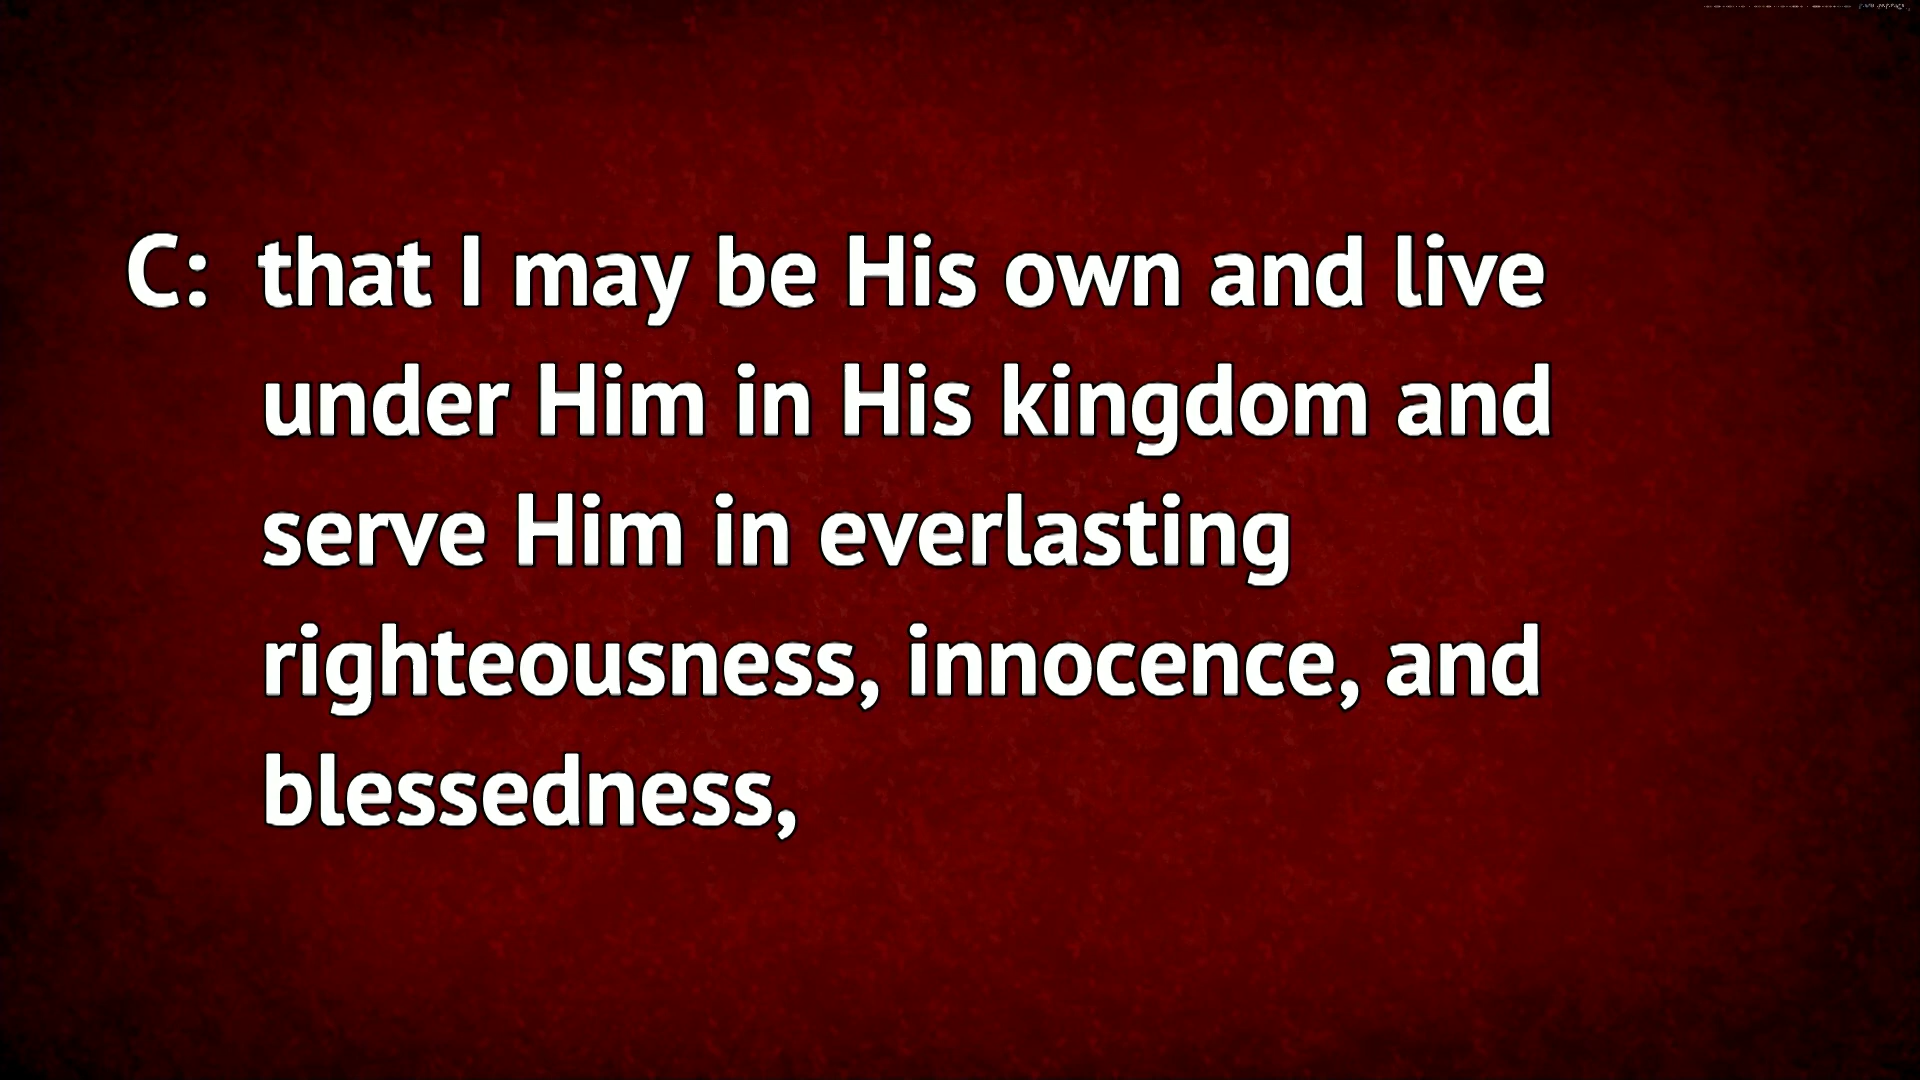 C: that I may be His own and live
under Him in His kingdom and
serve Him in everlasting
righteousness, innocence, and
blessedness,